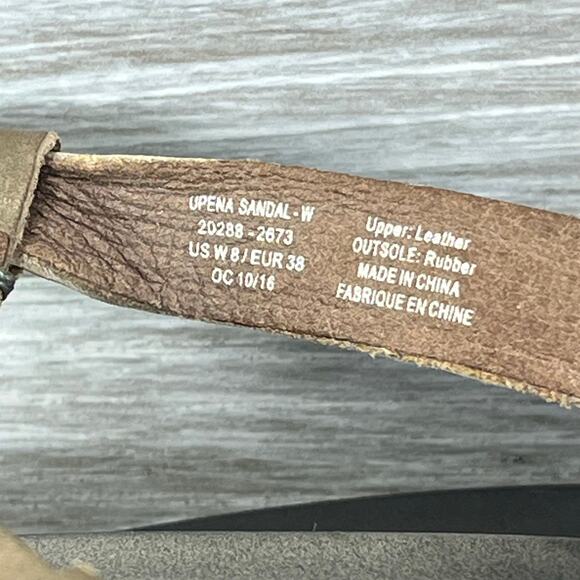 UPENA SANDAL - W
20288 - 2673
US W 8 / EUR 38
OC 10/16
Upper: Leather
OUTSOLE: Rubber
MADE IN CHINA
FABRIQUE EN CHINE